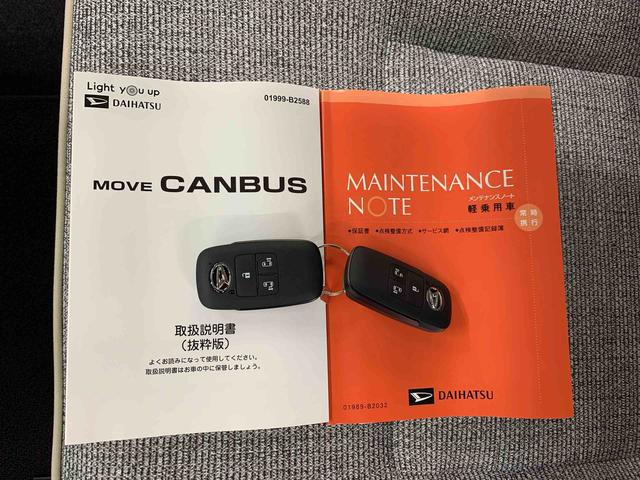 Light you up
DAIHATSU
01999-B2588
MOVE CANBUS
取扱説明書
（抜粋版）
よくお読みになって使用してください。
取扱説明書はお車の中に保管しましょう。
MAINTENANCE
NOTE
メンテナンスノート
軽乗用車
常時
携行
●保証書 ●点検整備方式 ●サービス網 ●点検整備記録簿
01989-B2032
DAIHATSU